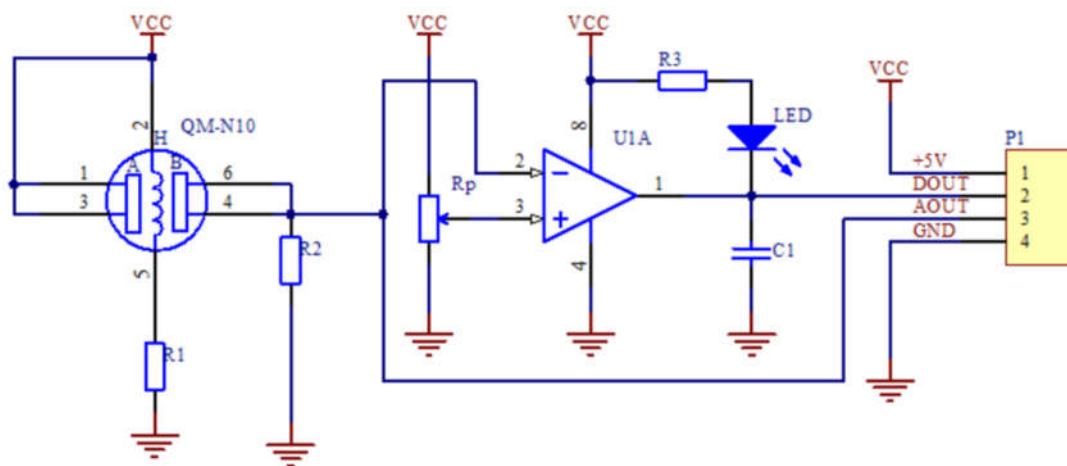 VCC
VCC
VCC
R3
VCC
LED
P1
2
H
QM-N10
8
U1A
1
A
B
6
2
+5V
1
3
4
Rp
3
1
DOUT
2
AOUT
3
GND
4
5
R2
4
C1
R1